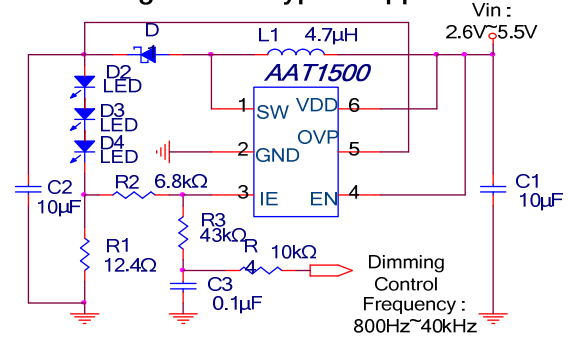 Vin :
2.6V~5.5V
D
L1 4.7µH
AAT1500
D2
LED
D3
LED
D4
LED
1 SW VDD 6
OVP
2 GND 5
3 IE EN 4
C2
10µF
R2 6.8kΩ
R3
43kΩ
R1
12.4Ω
R
4
10kΩ
C3
0.1µF
C1
10µF
Dimming
Control
Frequency :
800Hz~40kHz